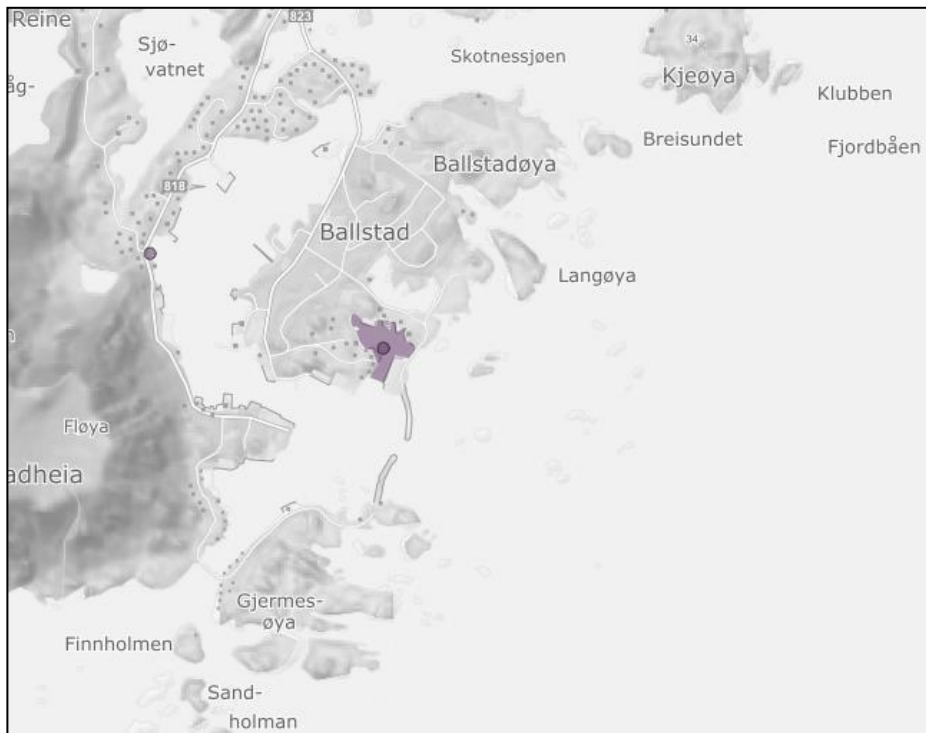 Reine
823
Sjø-
vatnet
Skotnessjøen
34
Kjeøya
åg-
Klubben
Breisundet
Fjordbåen
Ballstadøya
818
Ballstad
Langøya
Fløya
adheia
Gjermes-
øya
Finnholmen
Sand-
holman